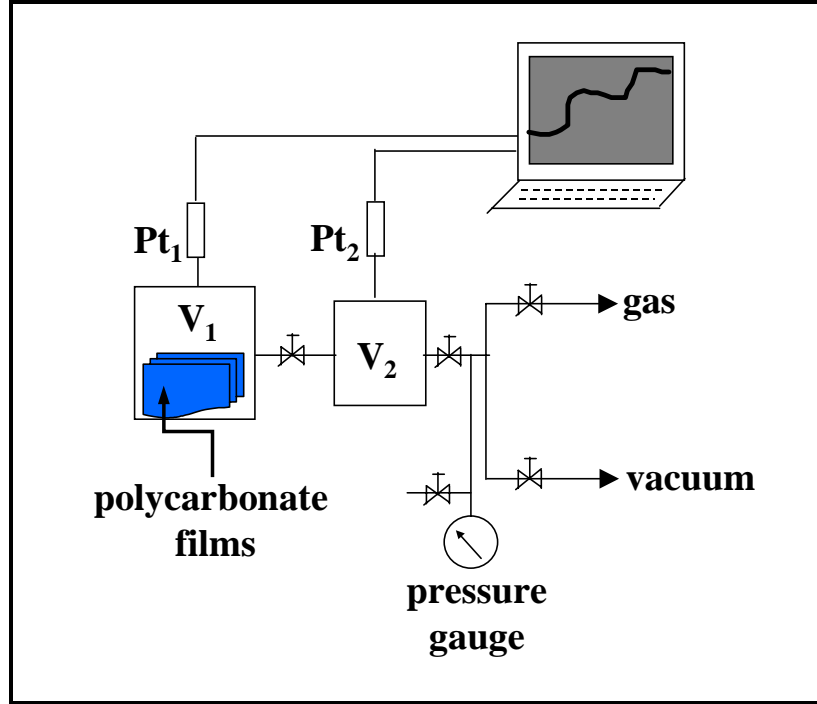 Pt₁
Pt₂
V₁
V₂
gas
vacuum
polycarbonate
films
pressure
gauge